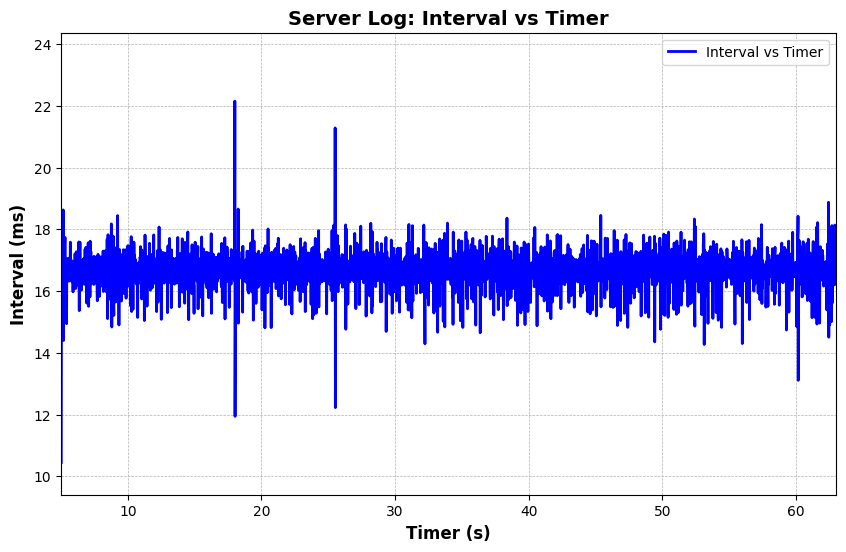 Server Log: Interval vs Timer
Interval vs Timer
24
22
20
18
16
14
12
10
Interval (ms)
10 20 30 40 50 60
Timer (s)